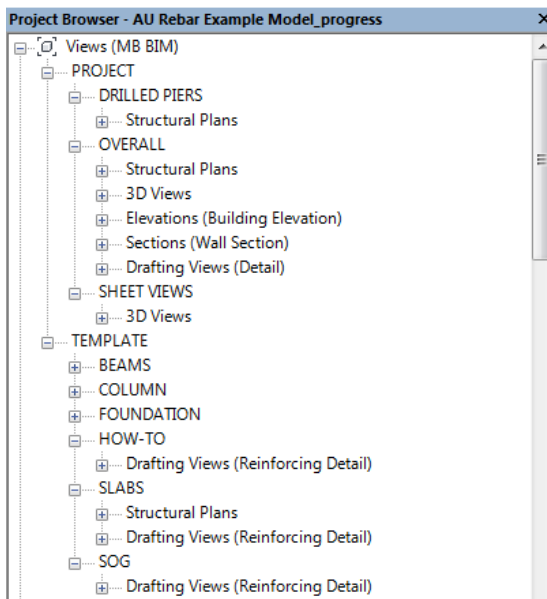 Project Browser - AU Rebar Example Model_progress
Views (MB BIM)
PROJECT
DRILLED PIERS
Structural Plans
OVERALL
Structural Plans
3D Views
Elevations (Building Elevation)
Sections (Wall Section)
Drafting Views (Detail)
SHEET VIEWS
3D Views
TEMPLATE
BEAMS
COLUMN
FOUNDATION
HOW-TO
Drafting Views (Reinforcing Detail)
SLABS
Structural Plans
Drafting Views (Reinforcing Detail)
SOG
Drafting Views (Reinforcing Detail)